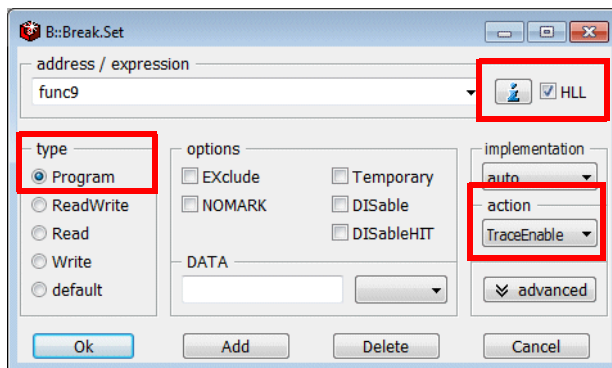 B::Break.Set
address / expression
func9
i
HLL
type
Program
ReadWrite
Read
Write
default
options
EXclude
NOMARK
Temporary
DISable
DISableHIT
DATA
implementation
auto
action
TraceEnable
advanced
Ok
Add
Delete
Cancel